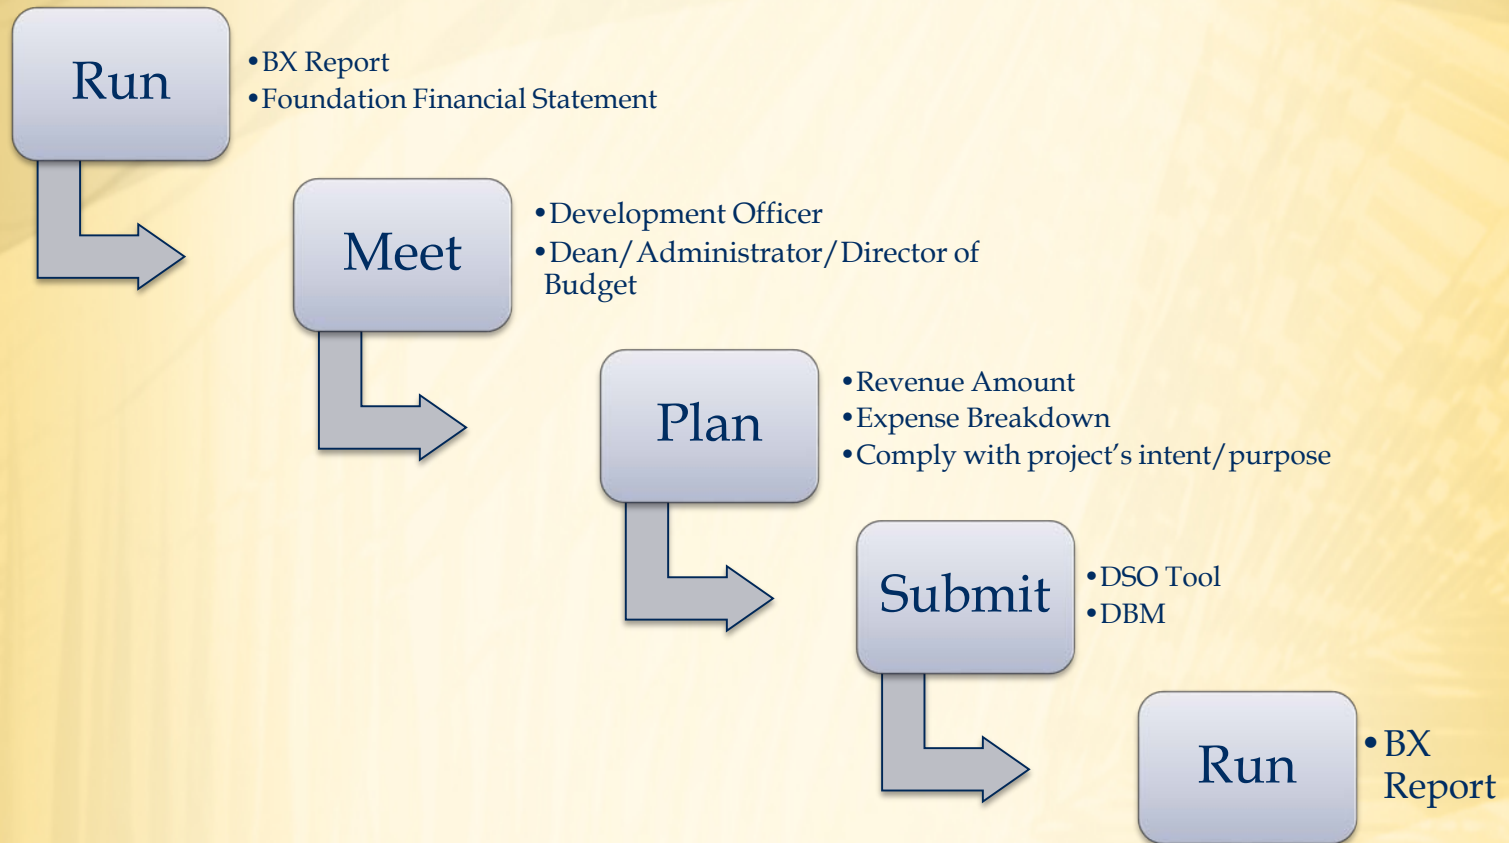 Run
•BX Report
•Foundation Financial Statement
Meet
•Development Officer
•Dean/Administrator/Director of
Budget
Plan
•Revenue Amount
•Expense Breakdown
•Comply with project’s intent/purpose
Submit
•DSO Tool
•DBM
Run
•BX
Report